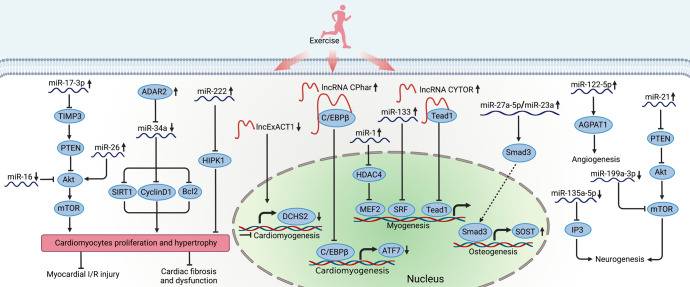 Exercise
miR-17-3p
TIMP3
PTEN
miR-26
miR-16
Akt
mTOR
ADAR2
miR-34a
SIRT1
CyclinD1
Bcl2
miR-222
HIPK1
Cardiomyocytes proliferation and hypertrophy
Myocardial I/R injury
Cardiac fibrosis
and dysfunction
lncExACT1
DCHS2
Cardiomyogenesis
lncRNA CPhar
C/EBPβ
C/EBPβ
ATF7
Cardiomyogenesis
miR-1
HDAC4
MEF2
miR-133
SRF
lncRNA CYTOR
Tead1
Tead1
Myogenesis
miR-27a-5p/miR-23a
Smad3
Smad3
SOST
Osteogenesis
Nucleus
miR-122-5p
AGPAT1
Angiogenesis
miR-21
PTEN
Akt
miR-199a-3p
mTOR
miR-135a-5p
IP3
Neurogenesis